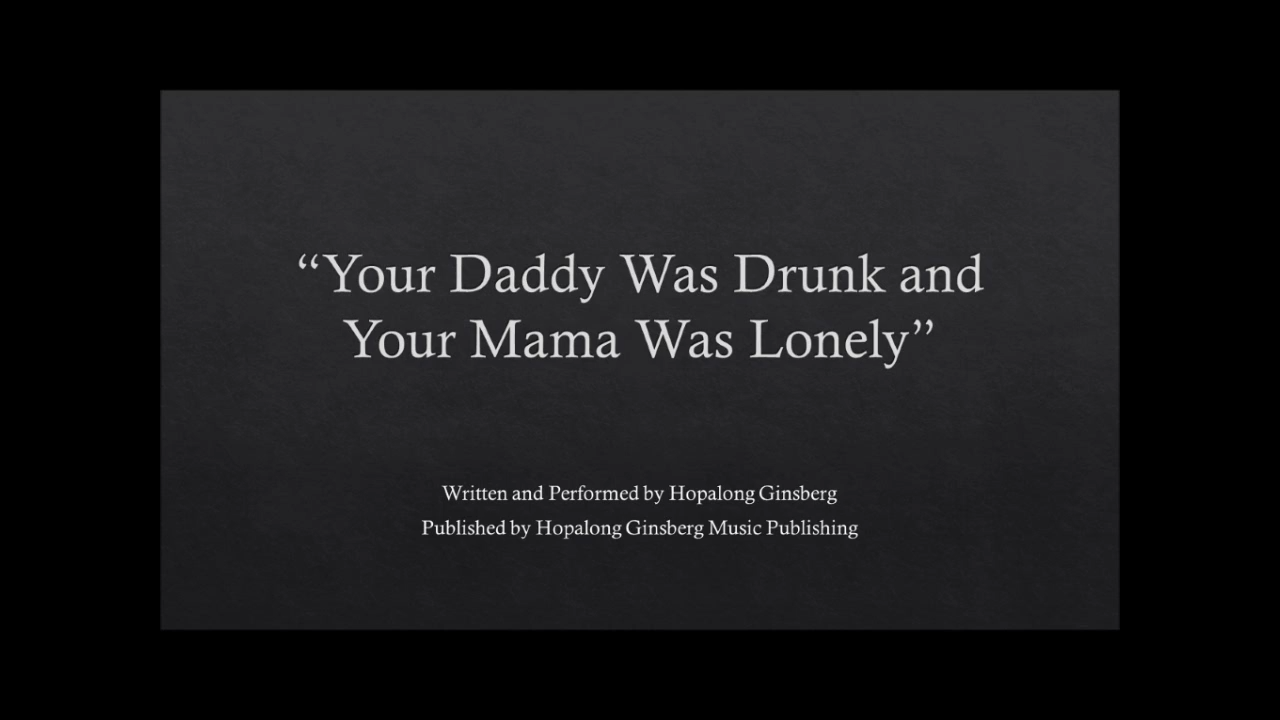 “Your Daddy Was Drunk and
Your Mama Was Lonely”
Written and Performed by Hopalong Ginsberg
Published by Hopalong Ginsberg Music Publishing